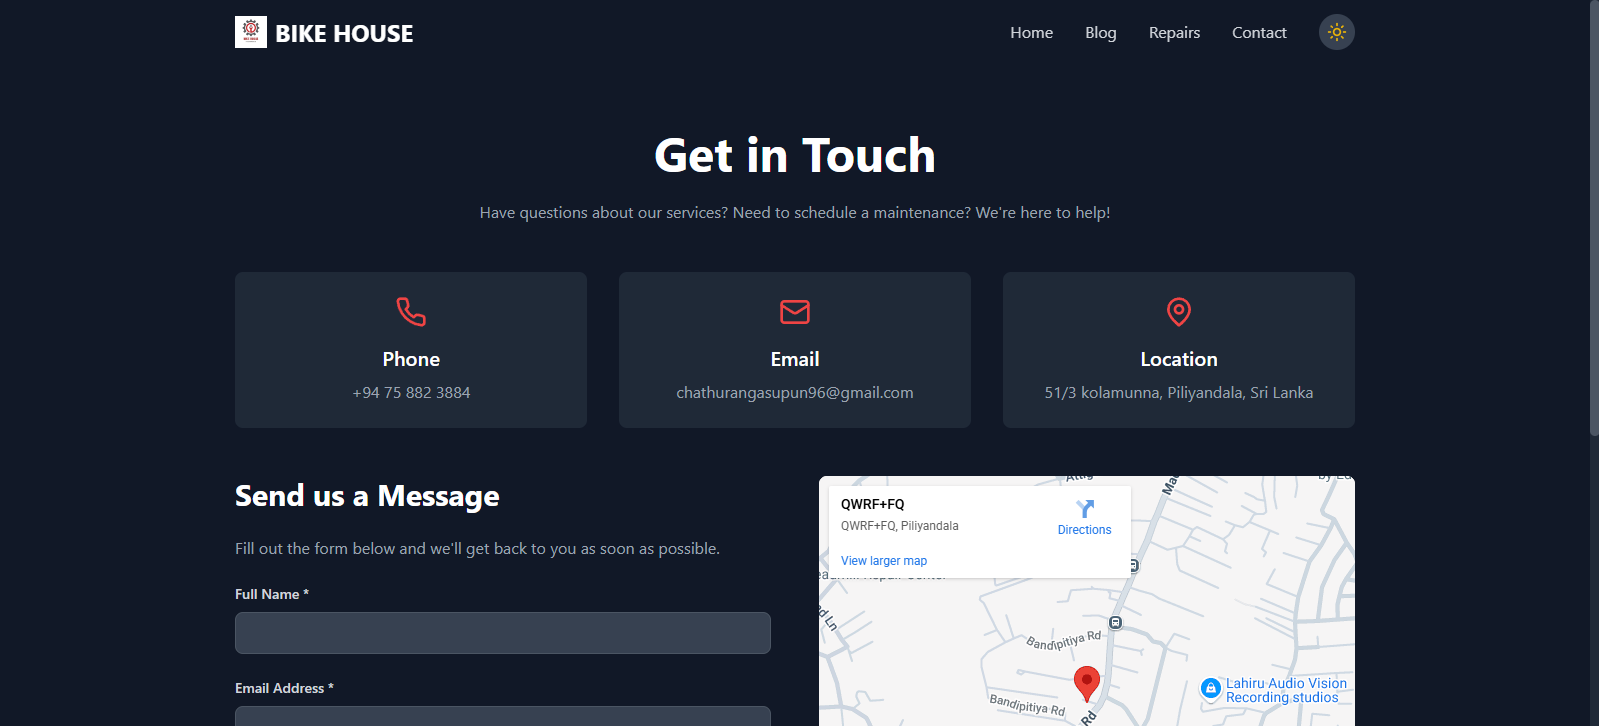 BIKE HOUSE
Home Blog Repairs Contact
Get in Touch
Have questions about our services? Need to schedule a maintenance? We're here to help!
Phone
+94 75 882 3884
Email
chathurangasupun96@gmail.com
Location
51/3 kolamunna, Piliyandala, Sri Lanka
Send us a Message
Fill out the form below and we'll get back to you as soon as possible.
Full Name *
Email Address *
QWRF+FQ
QWRF+FQ, Piliyandala
Directions
View larger map
Bandipitiya Rd
Bandipitiya Rd
Rd
Lahiru Audio Vision
Recording studios